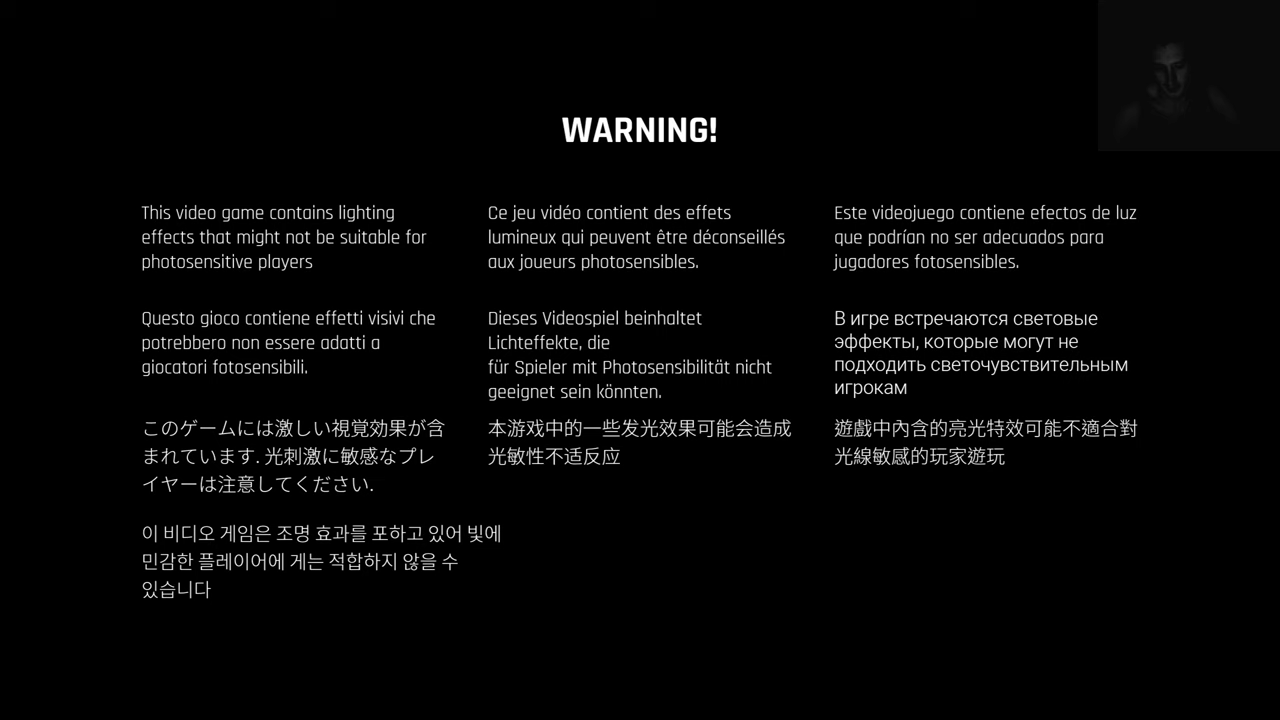 WARNING!
This video game contains lighting
effects that might not be suitable for
photosensitive players
Ce jeu vidéo contient des effets
lumineux qui peuvent être déconseillés
aux joueurs photosensibles.
Este videojuego contiene efectos de luz
que podrían no ser adecuados para
jugadores fotosensibles.
Questo gioco contiene effetti visivi che
potrebbero non essere adatti a
giocatori fotosensibili.
Dieses Videospiel beinhaltet
Lichteffekte, die
für Spieler mit Photosensibilität nicht
geeignet sein könnten.
В игре встречаются световые
эффекты, которые могут не
подходить светочувствительным
игрокам
このゲームには激しい視覚効果が含
まれています. 光刺激に敏感なプレ
イヤーは注意してください.
本游戏中的一些发光效果可能会造成
光敏性不适反应
遊戲中內含的亮光特效可能不適合對
光線敏感的玩家遊玩
이 비디오 게임은 조명 효과를 포하고 있어 빛에
민감한 플레이어에 게는 적합하지 않을 수
있습니다